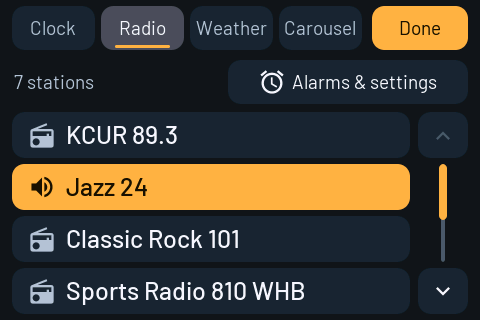 Clock Radio Weather Carousel Done
7 stations Alarms & settings
KCUR 89.3
Jazz 24
Classic Rock 101
Sports Radio 810 WHB